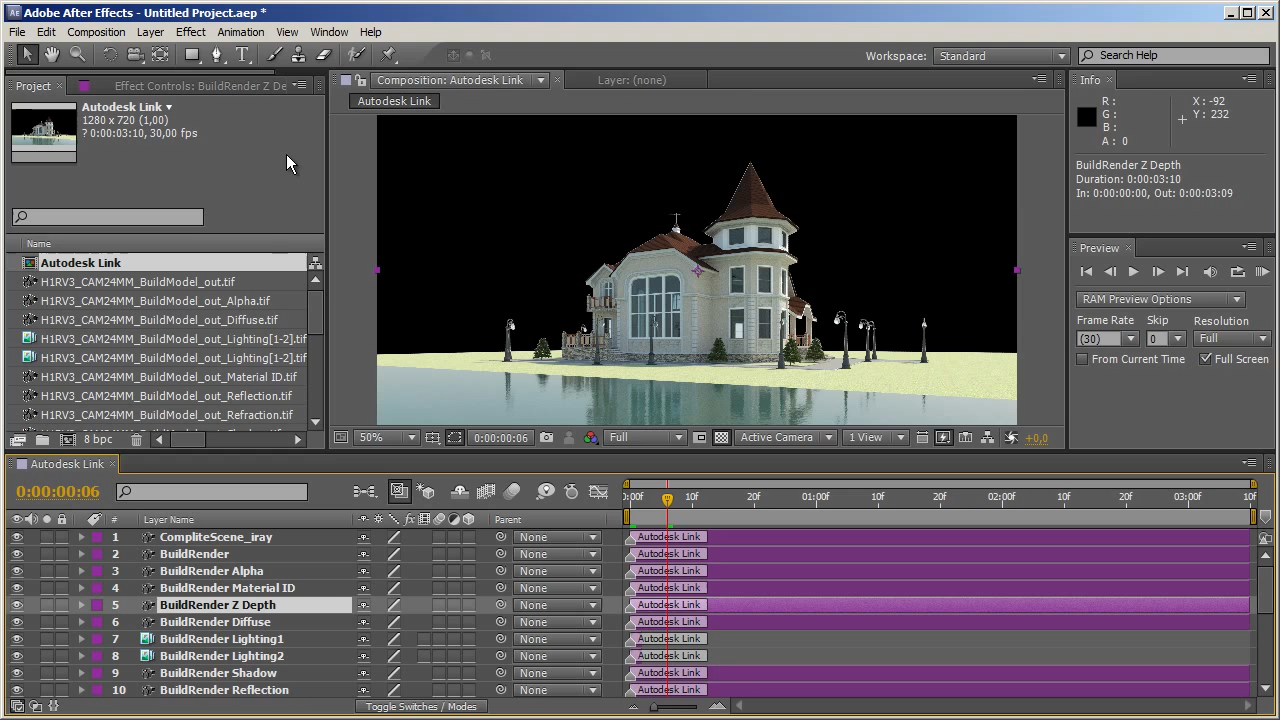 Adobe After Effects - Untitled Project.aep *
File Edit Composition Layer Effect Animation View Window Help
Workspace: Standard Search Help
Project Effect Controls: BuildRender Z De
Composition: Autodesk Link Layer: (none)
Info
Autodesk Link
1280 x 720 (1,00)
? 0:00:03:10, 30,00 fps
Autodesk Link
R :
G :
B :
A : 0
X : -92
Y : 232
BuildRender Z Depth
Duration: 0:00:03:10
In: 0:00:00:00, Out: 0:00:03:09
Name
Autodesk Link
H1RV3_CAM24MM_BuildModel_out.tif
H1RV3_CAM24MM_BuildModel_out_Alpha.tif
H1RV3_CAM24MM_BuildModel_out_Diffuse.tif
H1RV3_CAM24MM_BuildModel_out_Lighting[1-2].tif
H1RV3_CAM24MM_BuildModel_out_Lighting[1-2].tif
H1RV3_CAM24MM_BuildModel_out_Material ID.tif
H1RV3_CAM24MM_BuildModel_out_Reflection.tif
H1RV3_CAM24MM_BuildModel_out_Refraction.tif
Preview
RAM Preview Options
Frame Rate Skip Resolution
(30) 0 Full
From Current Time Full Screen
8 bpc
50% 0:00:00:06 Full Active Camera 1 View +0,0
Autodesk Link
0:00:00:06
0:00f 10f 20f 01:00f 10f 20f 02:00f 10f 20f 03:00f 10f
# Layer Name fx Parent
1 CompliteScene_iray None Autodesk Link
2 BuildRender None Autodesk Link
3 BuildRender Alpha None Autodesk Link
4 BuildRender Material ID None Autodesk Link
5 BuildRender Z Depth None Autodesk Link
6 BuildRender Diffuse None Autodesk Link
7 BuildRender Lighting1 None Autodesk Link
8 BuildRender Lighting2 None Autodesk Link
9 BuildRender Shadow None Autodesk Link
10 BuildRender Reflection None Autodesk Link
Toggle Switches / Modes